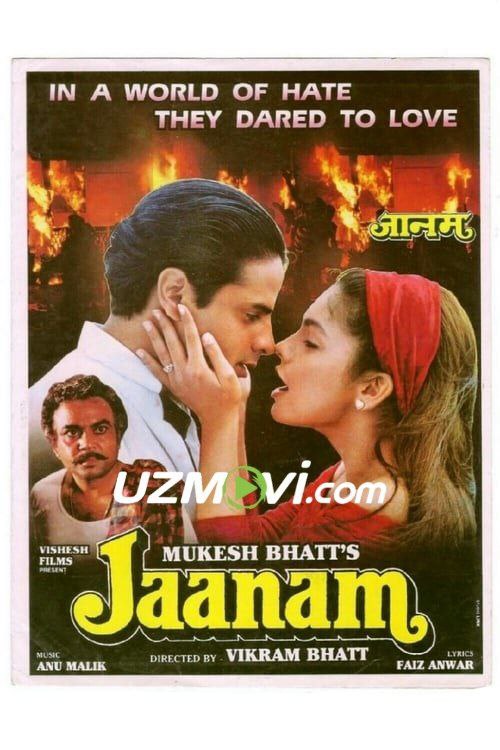 IN A WORLD OF HATE
THEY DARED TO LOVE
जानम
UZMOVi.com
VISHESH
FILMS
PRESENT
MUKESH BHATT'S
Jaanam
MUSIC
ANU MALIK
DIRECTED BY - VIKRAM BHATT
LYRICS
FAIZ ANWAR